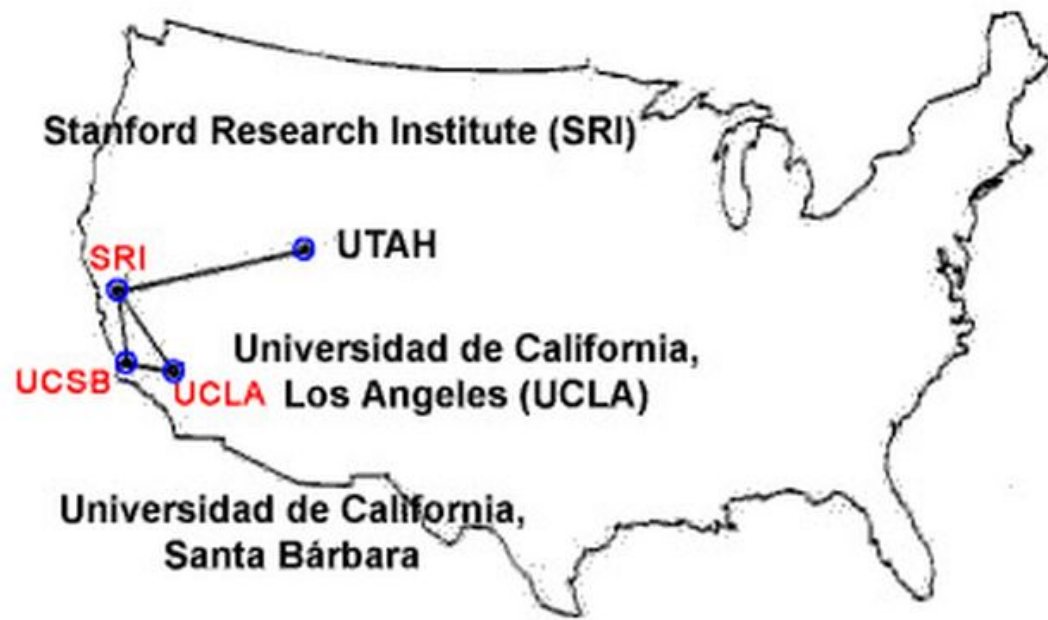 Stanford Research Institute (SRI)
UTAH
SRI
Universidad de California,
Los Angeles (UCLA)
UCSB
UCLA
Universidad de California,
Santa Bárbara